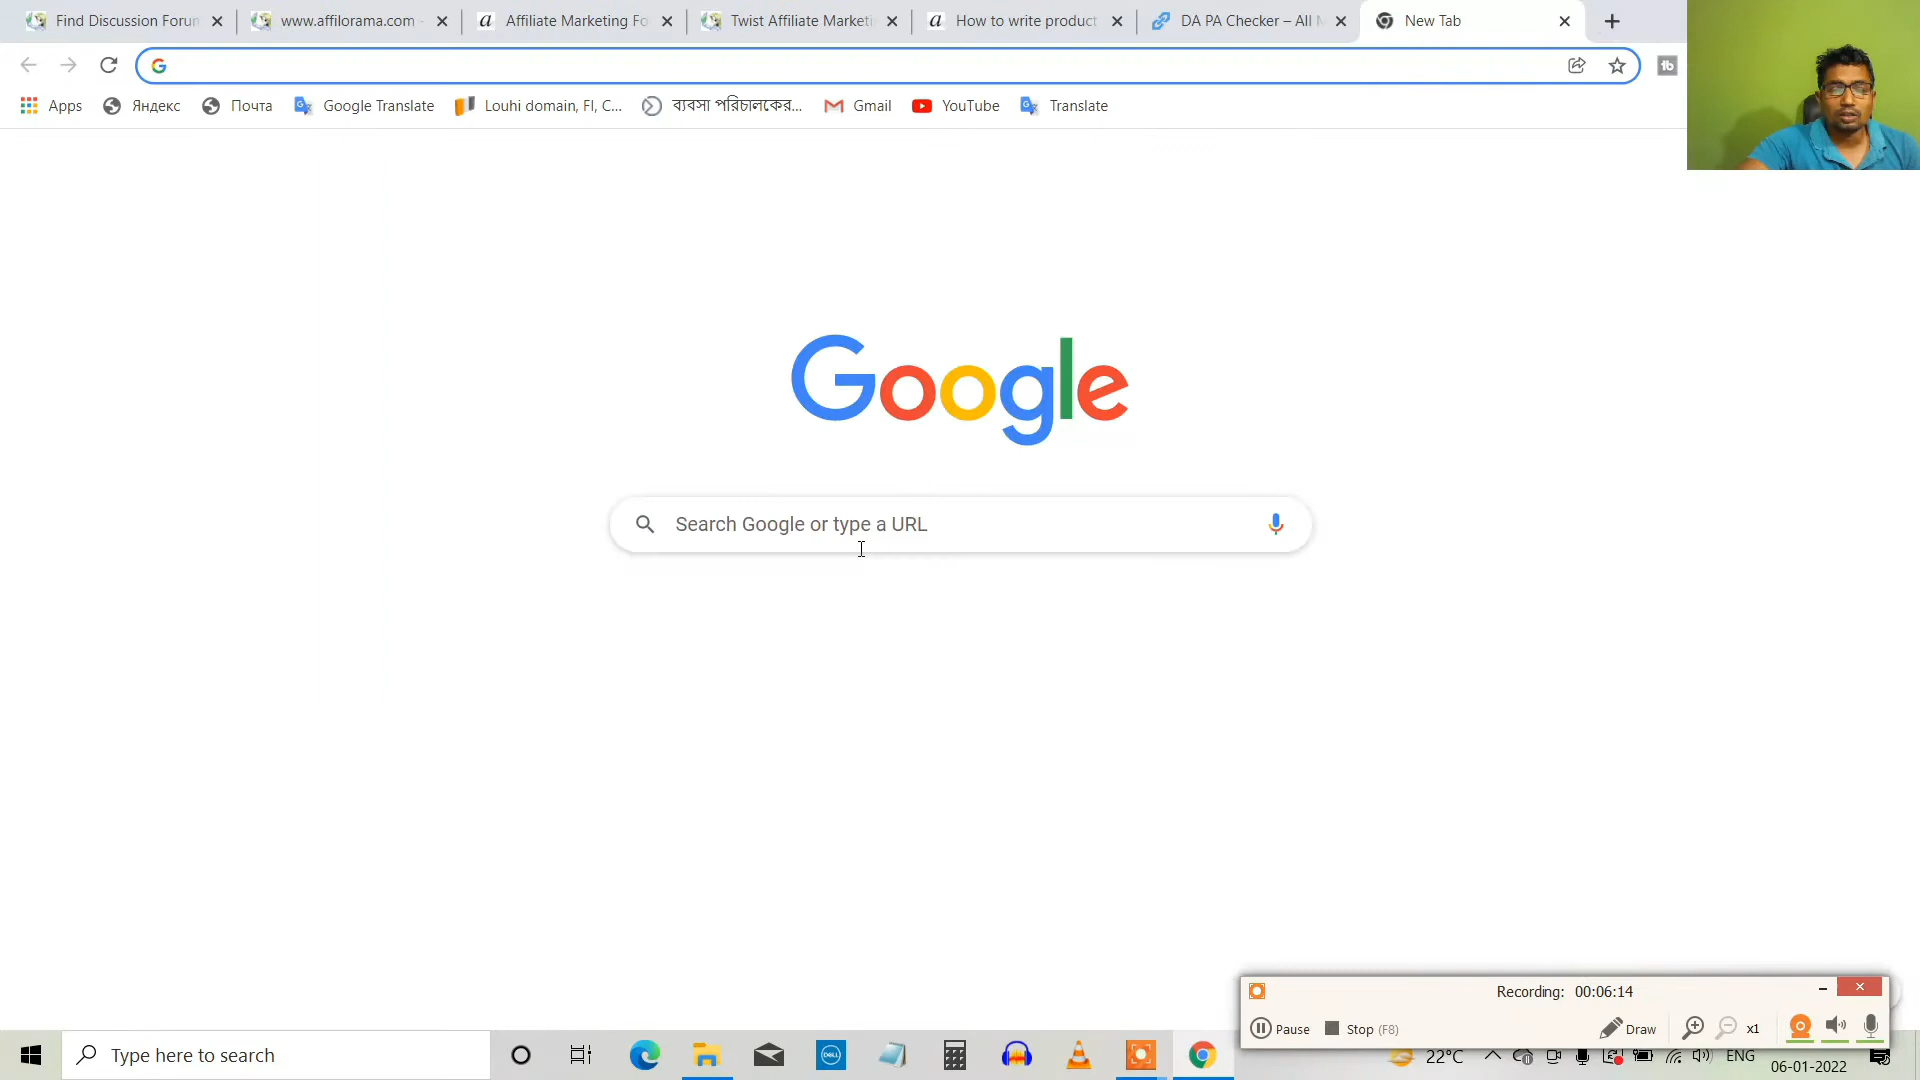 Find Discussion Forun
www.affilorama.com -
Affiliate Marketing Fo
Twist Affiliate Marketi
How to write product
DA PA Checker – All M
New Tab
Apps
Яндекс
Почта
Google Translate
Louhi domain, FI, C...
ব্যবসা পরিচালকের...
Gmail
YouTube
Translate
Google
Search Google or type a URL
Recording: 00:06:14
Pause
Stop (F8)
Draw
x1
Type here to search
DELL
22°C
ENG
06-01-2022